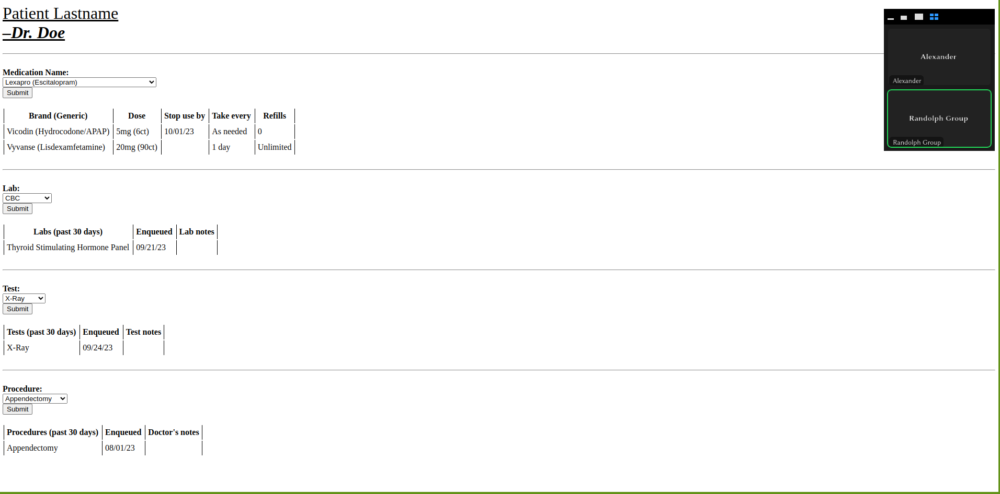 Patient Lastname
–Dr. Doe
Medication Name:
Lexapro (Escitalopram)
Submit
Brand (Generic) Dose Stop use by Take every Refills
Vicodin (Hydrocodone/APAP) 5mg (6ct) 10/01/23 As needed 0
Vyvanse (Lisdexamfetamine) 20mg (90ct) 1 day Unlimited
Lab:
CBC
Submit
Labs (past 30 days) Enqueued Lab notes
Thyroid Stimulating Hormone Panel 09/21/23
Test:
X-Ray
Submit
Tests (past 30 days) Enqueued Test notes
X-Ray 09/24/23
Procedure:
Appendectomy
Submit
Procedures (past 30 days) Enqueued Doctor's notes
Appendectomy 08/01/23
Alexander
Alexander
Randolph Group
Randolph Group